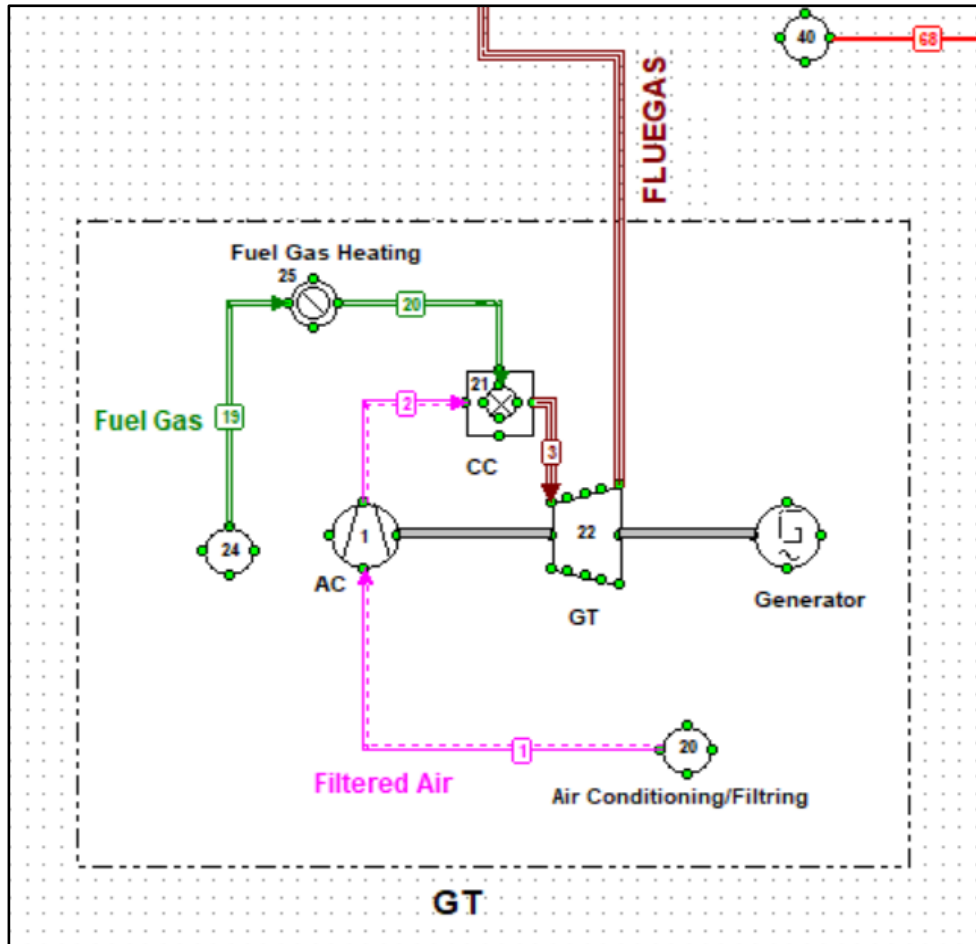 40
68
FLUEGAS
Fuel Gas Heating
25
20
21
2
Fuel Gas
19
CC
3
24
1
22
AC
GT
Generator
1
20
Filtered Air
Air Conditioning/Filtring
GT